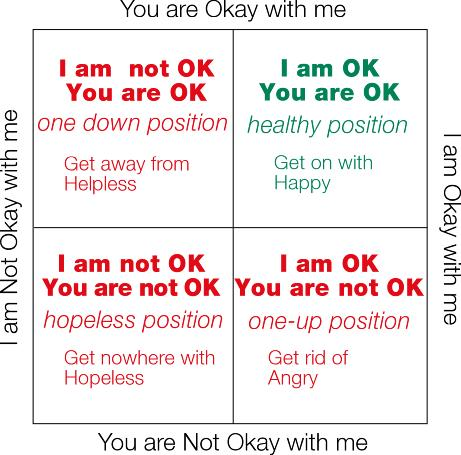 You are Okay with me
I am not OK
You are OK
one down position
Get away from
Helpless
I am OK
You are OK
healthy position
Get on with
Happy
I am Not Okay with me
I am Okay with me
I am not OK
You are not OK
hopeless position
Get nowhere with
Hopeless
I am OK
You are not OK
one-up position
Get rid of
Angry
You are Not Okay with me